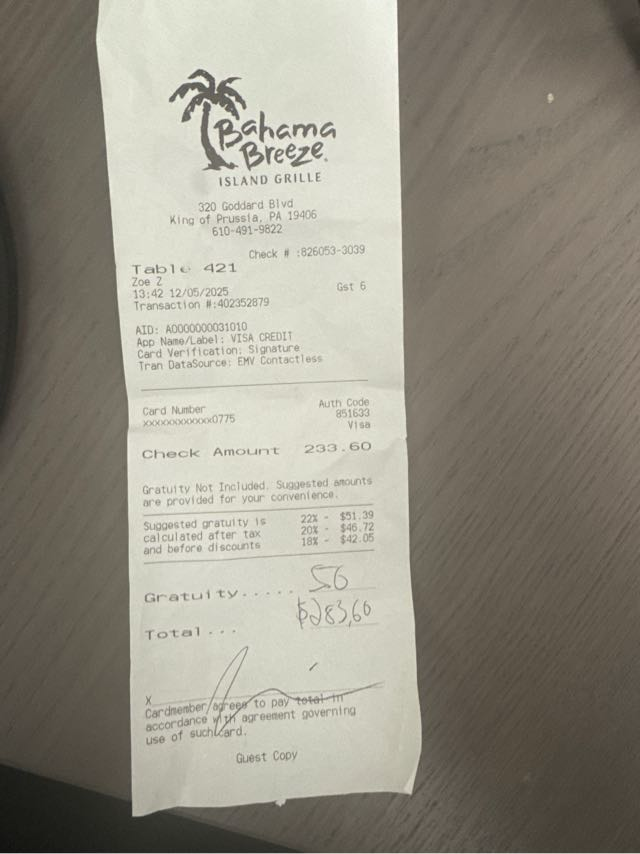 Bahama
Breeze.
ISLAND GRILLE
320 Goddard Blvd
King of Prussia, PA 19406
610-491-9822
Check # :826053-3039
Table 421
Zoe Z
13:42 12/05/2025 Gst 6
Transaction #:402352879
AID: A0000000031010
App Name/Label: VISA CREDIT
Card Verification: Signature
Tran DataSource: EMV Contactless
Card Number Auth Code
xxxxxxxxxxxx0775 851633
Visa
Check Amount 233.60
Gratuity Not Included. Suggested amounts
are provided for your convenience.
Suggested gratuity is 22% - $51.39
calculated after tax 20% - $46.72
and before discounts 18% - $42.05
Gratuity..... 50
Total... $283,60
X
Cardmember agrees to pay total in
accordance with agreement governing
use of such card.
Guest Copy